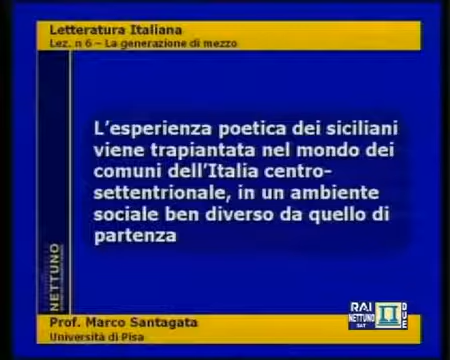 Letteratura Italiana
Lez. n 6 – La generazione di mezzo
L'esperienza poetica dei siciliani
viene trapiantata nel mondo dei
comuni dell'Italia centro-
settentrionale, in un ambiente
sociale ben diverso da quello di
partenza
NETTUNO
RAI
NETTUNO
SAT
DUE
Prof. Marco Santagata
Università di Pisa